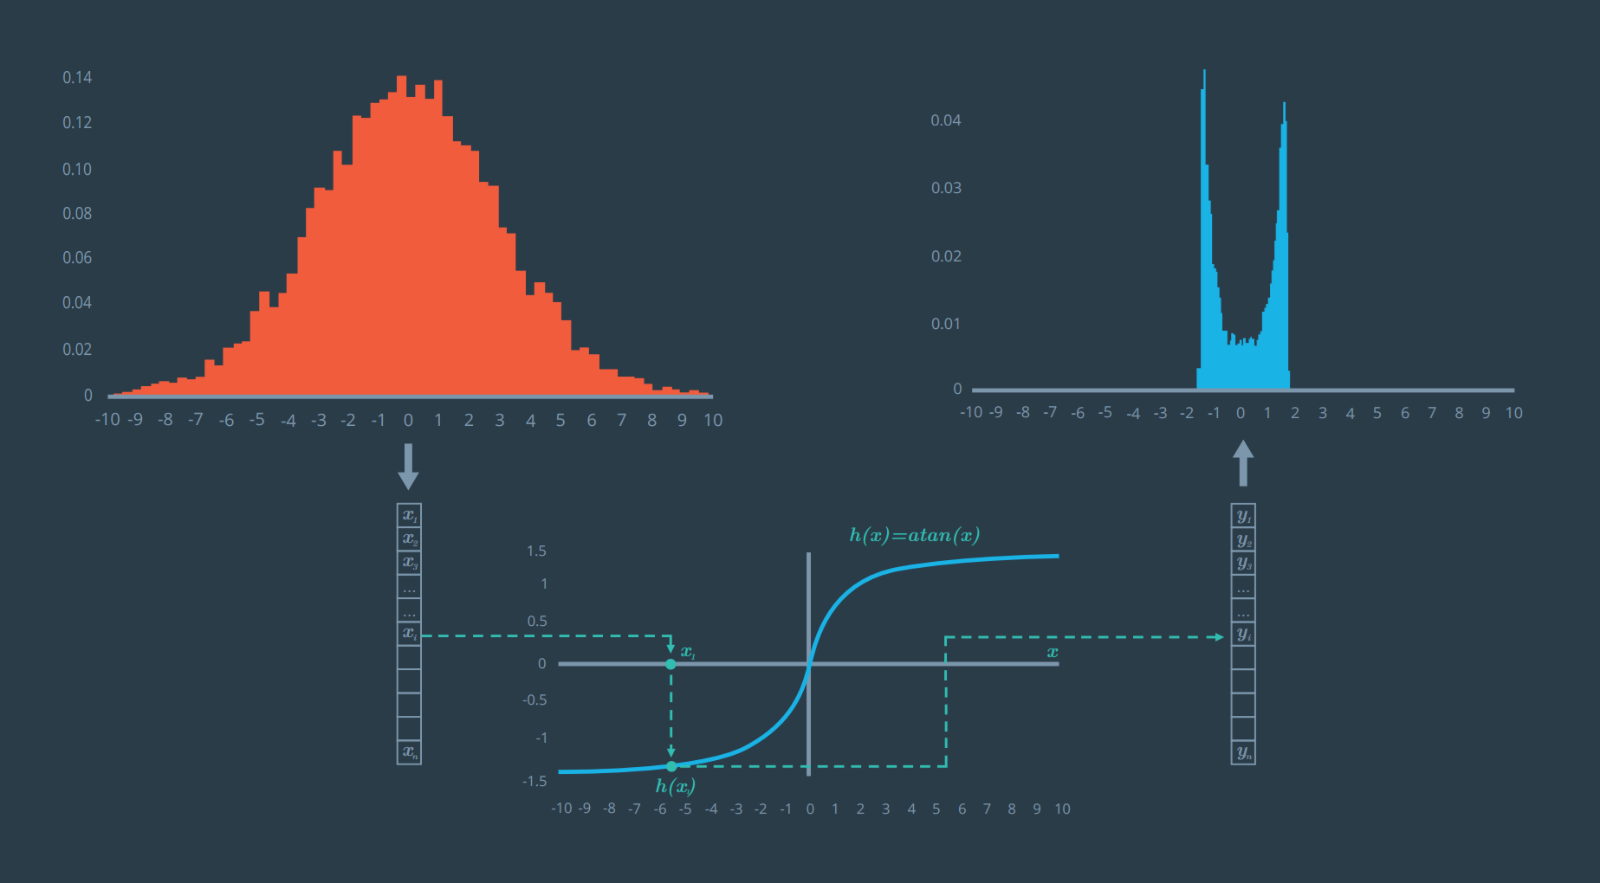 0.14
0.12
0.10
0.08
0.06
0.04
0.02
0
-10 -9 -8 -7 -6 -5 -4 -3 -2 -1 0 1 2 3 4 5 6 7 8 9 10
0.04
0.03
0.02
0.01
0
-10 -9 -8 -7 -6 -5 -4 -3 -2 -1 0 1 2 3 4 5 6 7 8 9 10
x₁
x₂
x₃
...
...
xᵢ
xₙ
h(x)=atan(x)
1.5
1
0.5
0
-0.5
-1
-1.5
x
h(x)
-10 -9 -8 -7 -6 -5 -4 -3 -2 -1 0 1 2 3 4 5 6 7 8 9 10
y₁
y₂
y₃
...
...
yᵢ
yₙ